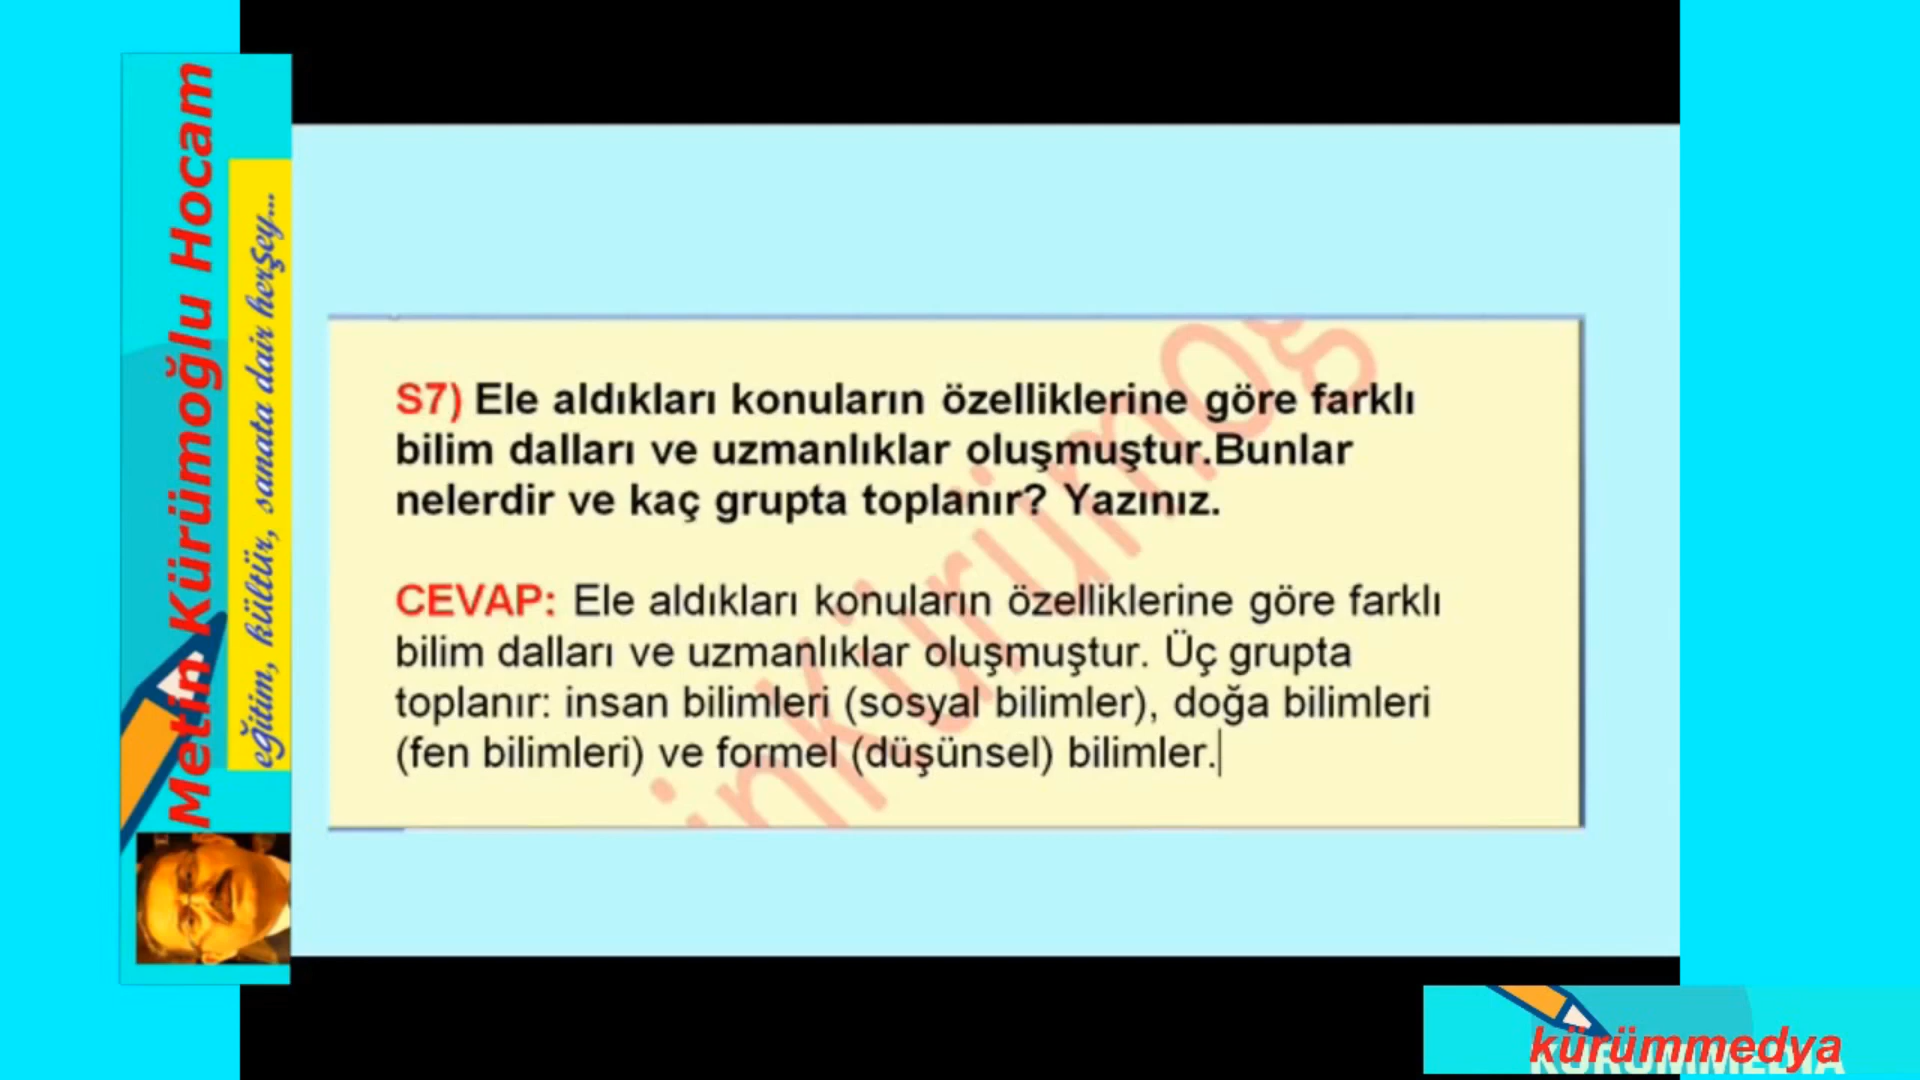 Metin Kürümoğlu Hocam
eğitim, kültür, sanata dair herşey...
S7) Ele aldıkları konuların özelliklerine göre farklı
bilim dalları ve uzmanlıklar oluşmuştur.Bunlar
nelerdir ve kaç grupta toplanır? Yazınız.
CEVAP: Ele aldıkları konuların özelliklerine göre farklı
bilim dalları ve uzmanlıklar oluşmuştur. Üç grupta
toplanır: insan bilimleri (sosyal bilimler), doğa bilimleri
(fen bilimleri) ve formel (düşünsel) bilimler.
inkürümoğ
kürümmedya
KÜRÜMMEDYA